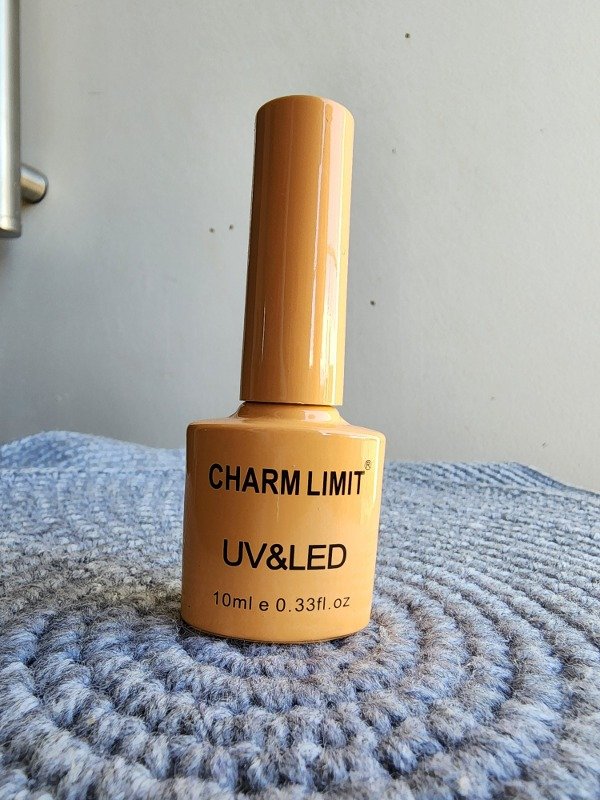 CHARM LIMIT®
UV&LED
10ml e 0.33fl.oz